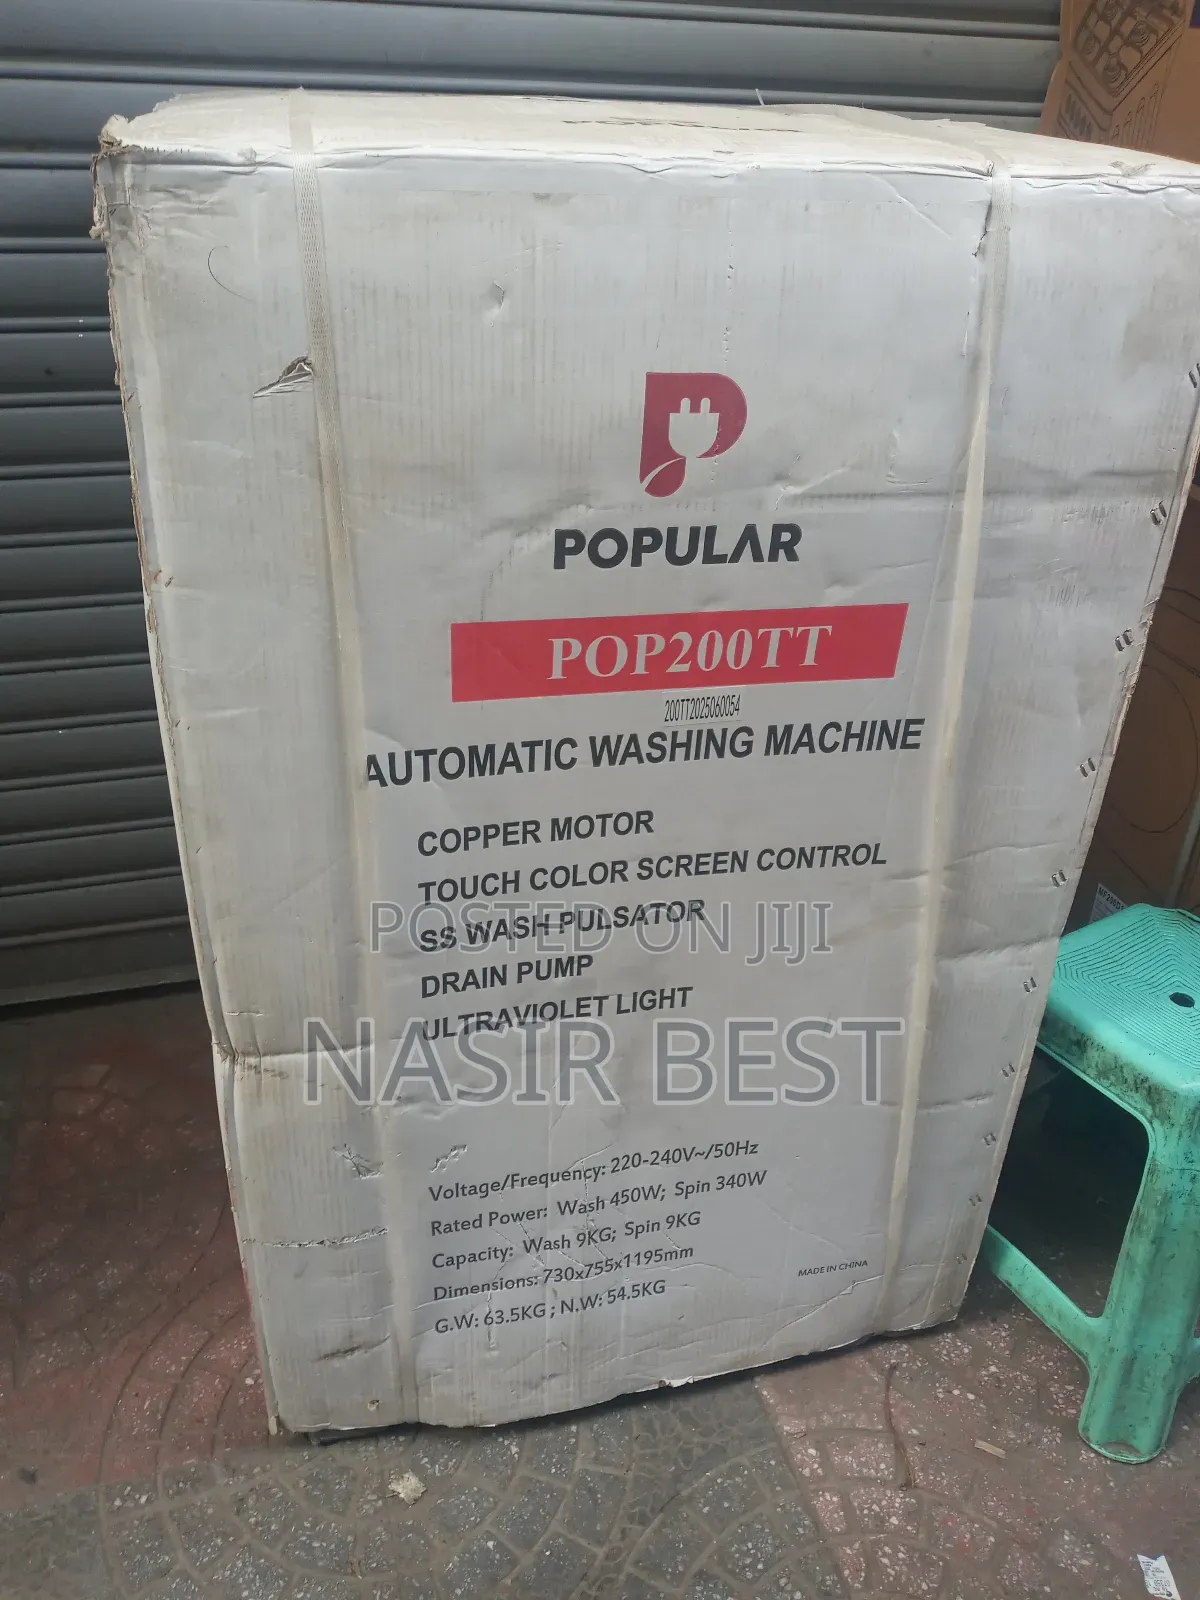 POPULAR
POP200TT
200TT2025060054
AUTOMATIC WASHING MACHINE
COPPER MOTOR
TOUCH COLOR SCREEN CONTROL
SS WASH PULSATOR
POSTED ON JIJI
DRAIN PUMP
ULTRAVIOLET LIGHT
NASIR BEST
Voltage/Frequency: 220-240V~/50Hz
Rated Power: Wash 450W; Spin 340W
Capacity: Wash 9KG; Spin 9KG
Dimensions: 730x755x1195mm
G.W: 63.5KG ; N.W: 54.5KG
MADE IN CHINA